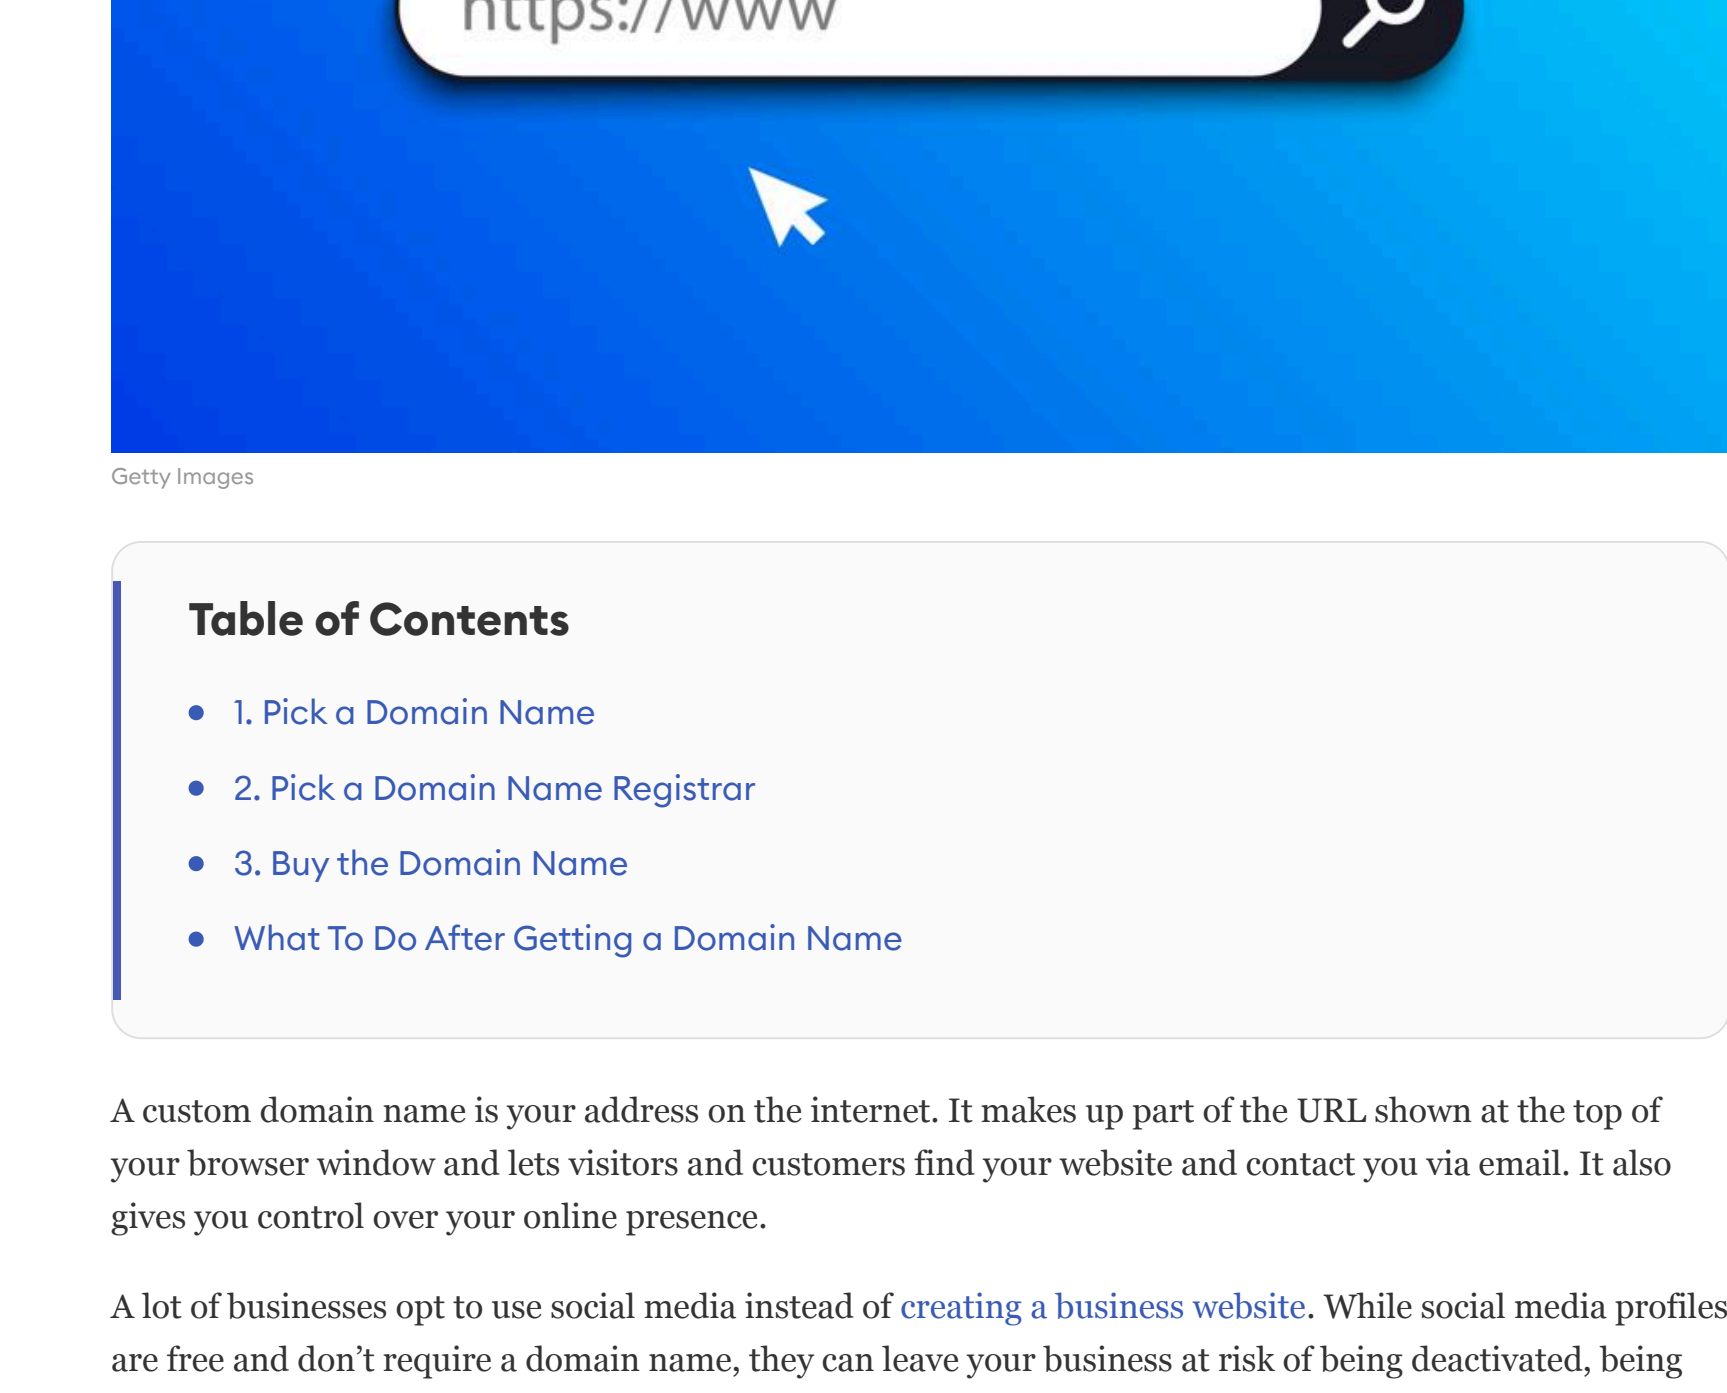 https://www
Getty Images
Table of Contents
1. Pick a Domain Name
2. Pick a Domain Name Registrar
3. Buy the Domain Name
What To Do After Getting a Domain Name
A custom domain name is your address on the internet. It makes up part of the URL shown at the top of
your browser window and lets visitors and customers find your website and contact you via email. It also
gives you control over your online presence.
A lot of businesses opt to use social media instead of creating a business website. While social media profiles
are free and don’t require a domain name, they can leave your business at risk of being deactivated, being